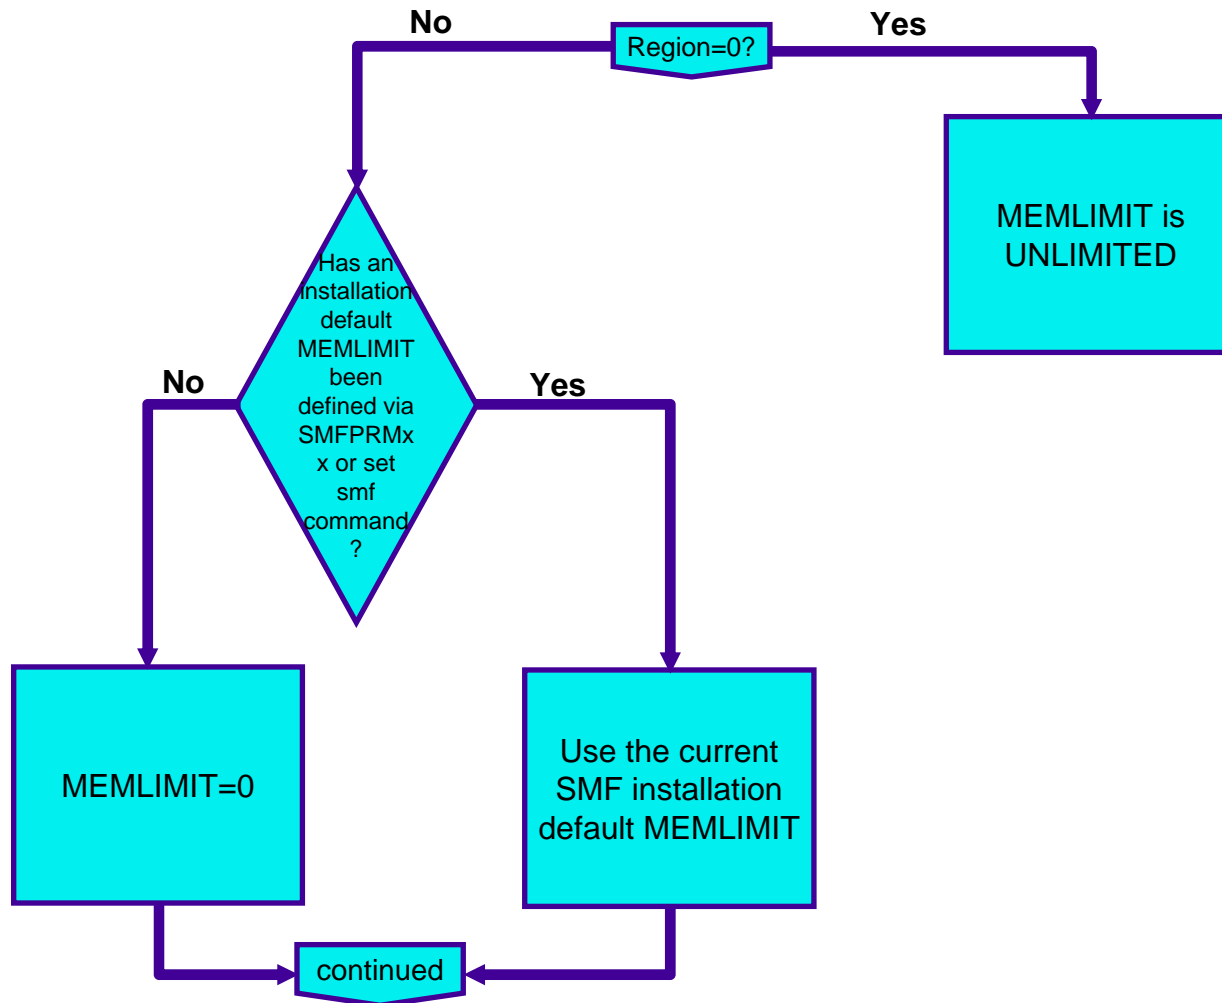 No
Region=0?
Yes
MEMLIMIT is
UNLIMITED
Has an
installation
default
MEMLIMIT
been
defined via
SMFPRMx
x or set
smf
command
?
No
Yes
MEMLIMIT=0
Use the current
SMF installation
default MEMLIMIT
continued